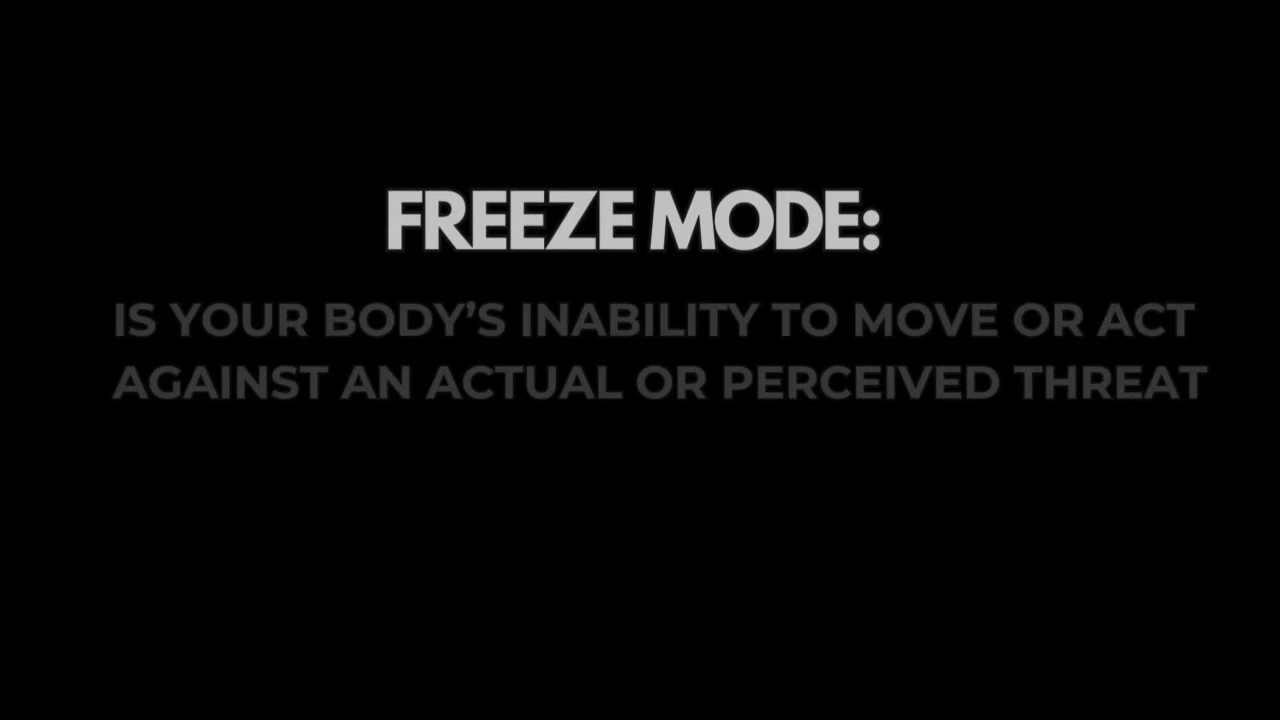 FREEZE MODE:
IS YOUR BODY’S INABILITY TO MOVE OR ACT
AGAINST AN ACTUAL OR PERCEIVED THREAT